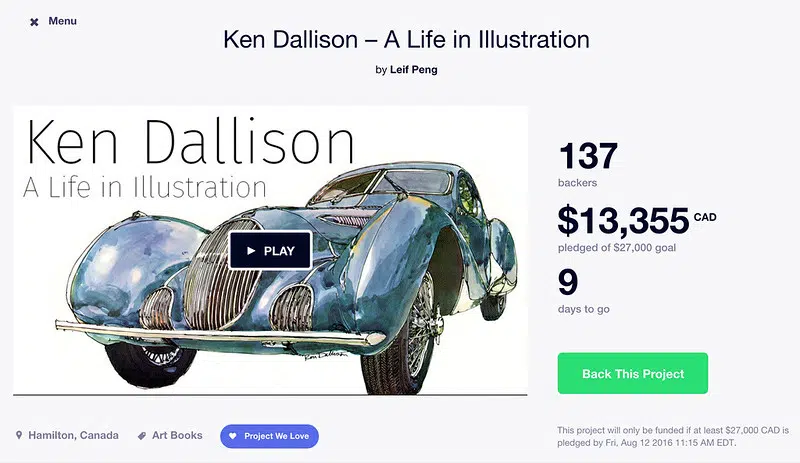 Menu
Ken Dallison – A Life in Illustration
by Leif Peng
Ken Dallison
A Life in Illustration
PLAY
Ken Dallison
137
backers
$13,355 CAD
pledged of $27,000 goal
9
days to go
Back This Project
Hamilton, Canada
Art Books
Project We Love
This project will only be funded if at least $27,000 CAD is
pledged by Fri, Aug 12 2016 11:15 AM EDT.